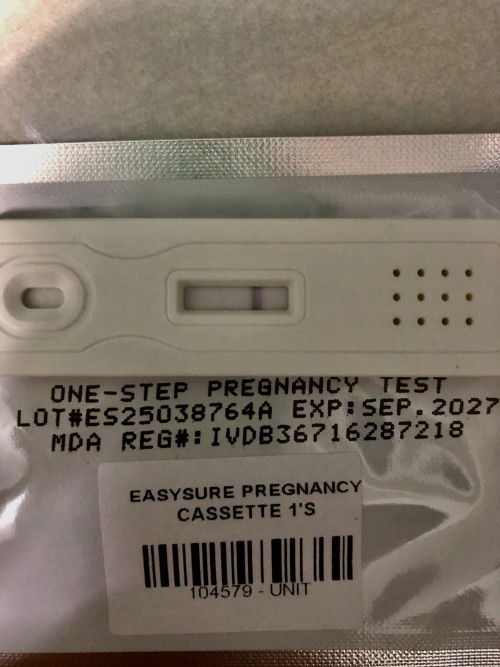 ONE-STEP PREGNANCY TEST
LOT#ES25038764A EXP:SEP.2027
MDA REG#:IVDB36716287218
EASYSURE PREGNANCY
CASSETTE 1'S
104579 - UNIT